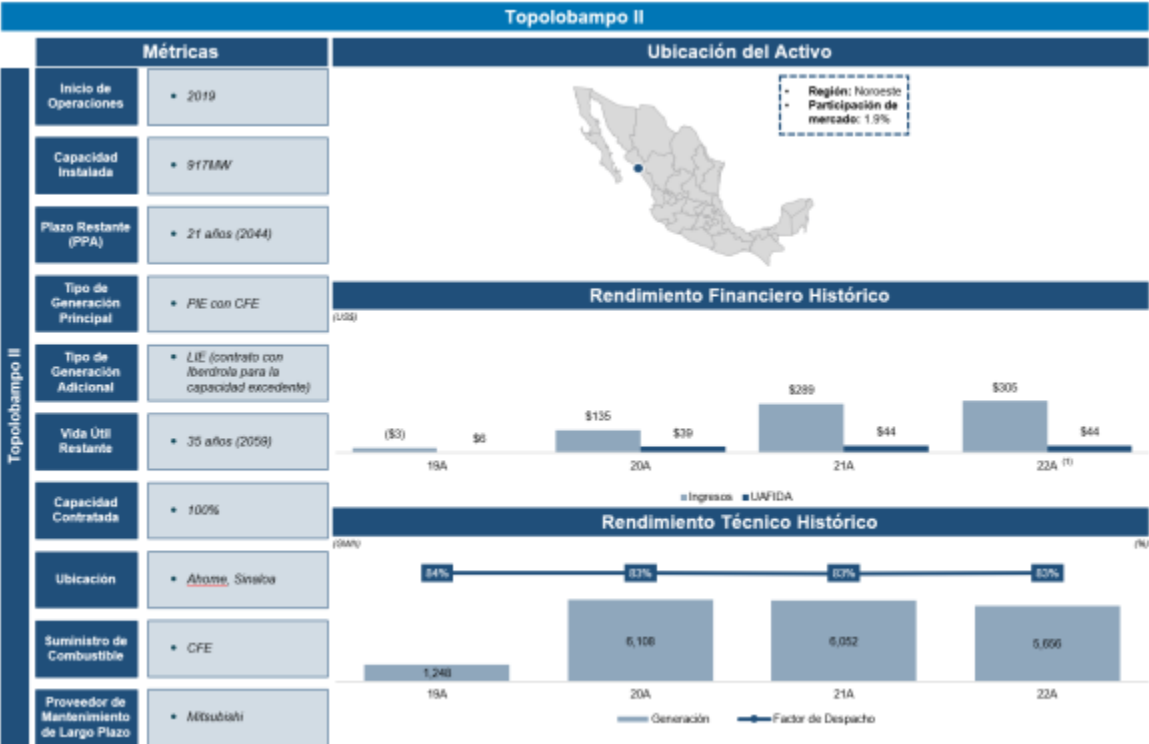 Topolobampo II
Métricas
Topolobampo II
Inicio de
Operaciones
• 2019
Capacidad
Instalada
• 917MW
Plazo Restante
(PPA)
• 21 años (2044)
Tipo de
Generación
Principal
• PIE con CFE
Tipo de
Generación
Adicional
• LIE (contrato con
Iberdrola para la
capacidad excedente)
Vida Útil
Restante
• 35 años (2059)
Capacidad
Contratada
• 100%
Ubicación
• Ahome, Sinaloa
Suministro de
Combustible
• CFE
Proveedor de
Mantenimiento
de Largo Plazo
• Mitsubishi
Ubicación del Activo
• Región: Noroeste
• Participación de
mercado: 1.9%
Rendimiento Financiero Histórico
(US$)
($3) $6 $135 $39 $289 $44 $305 $44
19A 20A 21A 22A (1)
Ingresos UAFIDA
Rendimiento Técnico Histórico
(GWh) (%)
84% 83% 83% 83%
1,248 6,108 6,052 5,656
19A 20A 21A 22A
Generación Factor de Despacho